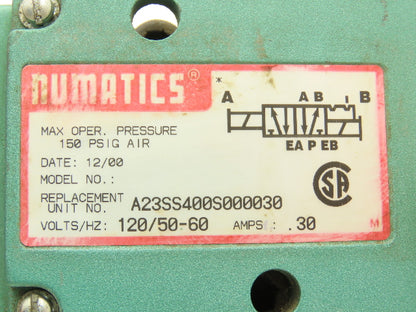 NUMATICS®
*
A A B B
EA P EB
MAX OPER. PRESSURE
150 PSIG AIR
DATE: 12/00
MODEL NO.:
REPLACEMENT
UNIT NO. A23SS400S000030
VOLTS/HZ: 120/50-60 AMPS: .30
SA
M